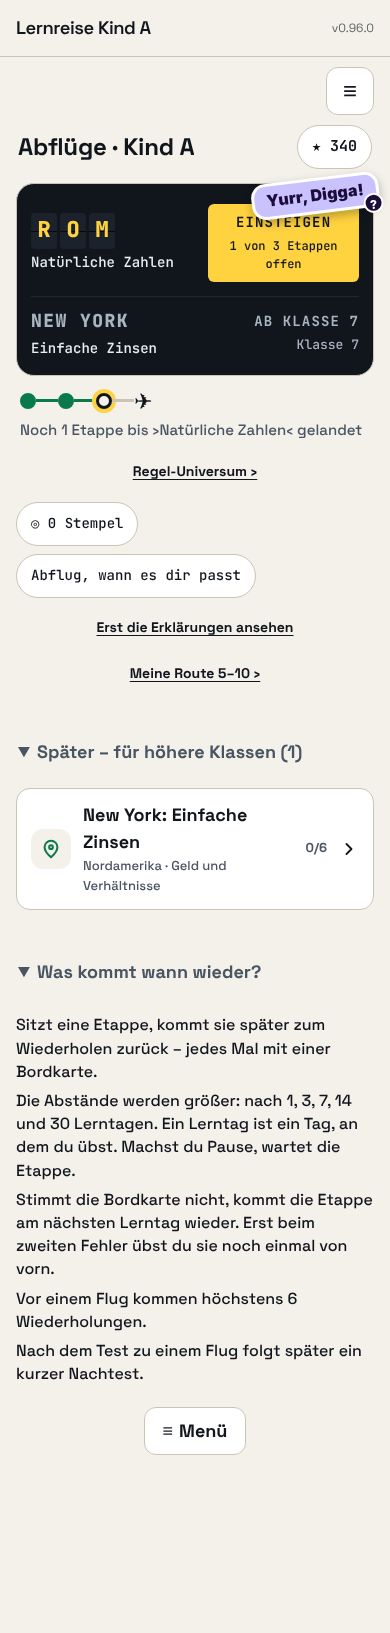 Lernreise Kind A
v0.96.0
≡
Abflüge · Kind A
★ 340
Yurr, Digga!
?
ROM
Natürliche Zahlen
EINSTEIGEN
1 von 3 Etappen
offen
NEW YORK
AB KLASSE 7
Einfache Zinsen
Klasse 7
Noch 1 Etappe bis ›Natürliche Zahlen‹ gelandet
Regel-Universum ›
◎ 0 Stempel
Abflug, wann es dir passt
Erst die Erklärungen ansehen
Meine Route 5–10 ›
▼ Später – für höhere Klassen (1)
New York: Einfache
Zinsen
Nordamerika · Geld und
Verhältnisse
0/6
▼ Was kommt wann wieder?
Sitzt eine Etappe, kommt sie später zum
Wiederholen zurück – jedes Mal mit einer
Bordkarte.
Die Abstände werden größer: nach 1, 3, 7, 14
und 30 Lerntagen. Ein Lerntag ist ein Tag, an
dem du übst. Machst du Pause, wartet die
Etappe.
Stimmt die Bordkarte nicht, kommt die Etappe
am nächsten Lerntag wieder. Erst beim
zweiten Fehler übst du sie noch einmal von
vorn.
Vor einem Flug kommen höchstens 6
Wiederholungen.
Nach dem Test zu einem Flug folgt später ein
kurzer Nachtest.
≡ Menü